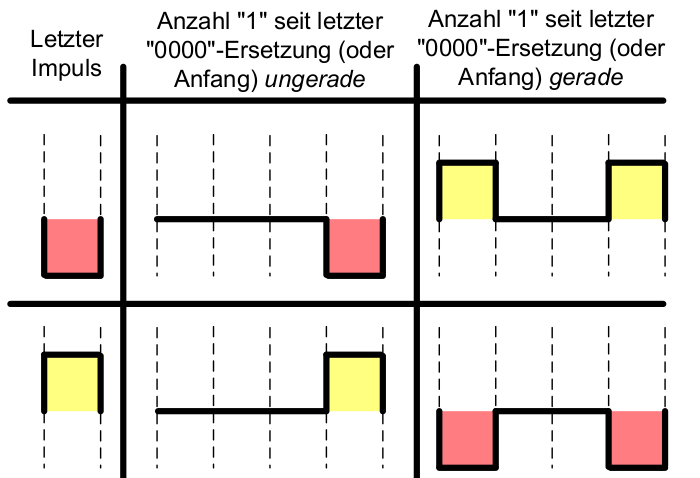 Letzter
Impuls
Anzahl "1" seit letzter
"0000"-Ersetzung (oder
Anfang) ungerade
Anzahl "1" seit letzter
"0000"-Ersetzung (oder
Anfang) gerade